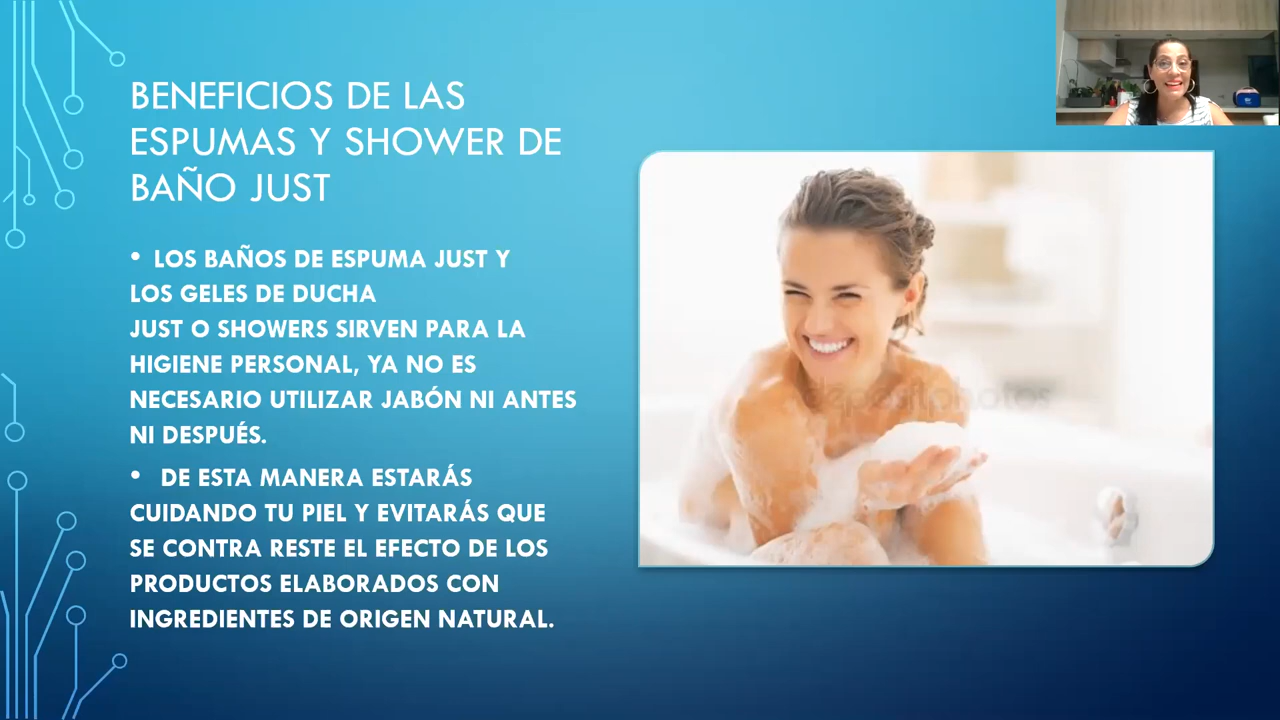 BENEFICIOS DE LAS
ESPUMAS Y SHOWER DE
BAÑO JUST
• LOS BAÑOS DE ESPUMA JUST Y
LOS GELES DE DUCHA
JUST O SHOWERS SIRVEN PARA LA
HIGIENE PERSONAL, YA NO ES
NECESARIO UTILIZAR JABÓN NI ANTES
NI DESPUÉS.
• DE ESTA MANERA ESTARÁS
CUIDANDO TU PIEL Y EVITARÁS QUE
SE CONTRA RESTE EL EFECTO DE LOS
PRODUCTOS ELABORADOS CON
INGREDIENTES DE ORIGEN NATURAL.
depositphotos